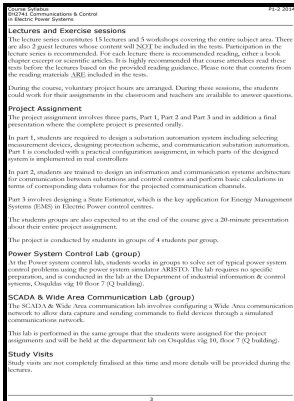 Course Syllabus P1-2 2014
EH2741 Communications & Control
in Electric Power Systems
Lectures and Exercise sessions
The lecture series constitutes 15 lectures and 5 workshops covering the entire subject area. There
are also 2 guest lectures whose content will NOT be included in the tests. Participation in the
lecture series is recommended. For each lecture there is recommended reading, either a book
chapter excerpt or scientific articles. It is highly recommended that course attendees read these
texts before the lectures based on the provided reading guidance. Please note that contents from
the reading materials ARE included in the tests.
During the course, voluntary project hours are arranged. During these sessions, the students
could work for their assignments in the classroom and teachers are available to answer questions.
Project Assignment
The project assignment involves three parts, Part 1, Part 2 and Part 3 and in addition a final
presentation where the complete project is presented orally.
In part 1, students are required to design a substation automation system including selecting
measurement devices, designing protection scheme, and communication substation automation.
Part 1 is concluded with a practical configuration assignment, in which parts of the designed
system is implemented in real controllers
In part 2, students are trained to design an information and communication systems architecture
for communication between substations and control centres and perform basic calculations in
terms of corresponding data volumes for the projected communication channels.
Part 3 involves designing a State Estimator, which is the key application for Energy Management
Systems (EMS) in Electric Power control centres.
The students groups are also expected to at the end of the course give a 20-minute presentation
about their entire project assignment.
The project is conducted by students in groups of 4 students per group.
Power System Control Lab (group)
At the Power system control lab, students works in groups to solve set of typical power system
control problems using the power system simulator ARISTO. The lab requires no specific
preparation, and is conducted in the lab at the Department of industrial information & control
systems, Osquldas väg 10 floor 7 (Q building).
SCADA & Wide Area Communication Lab (group)
The SCADA & Wide Area communication lab involves configuring a Wide Area communication
network to allow data capture and sending commands to field devices through a simulated
communications network.
This lab is performed in the same groups that the students were assigned for the project
assignments and will be held at the department lab on Osquldas väg 10, floor 7 (Q building).
Study Visits
Study visits are not completely finalised at this time and more details will be provided during the
lectures.
3